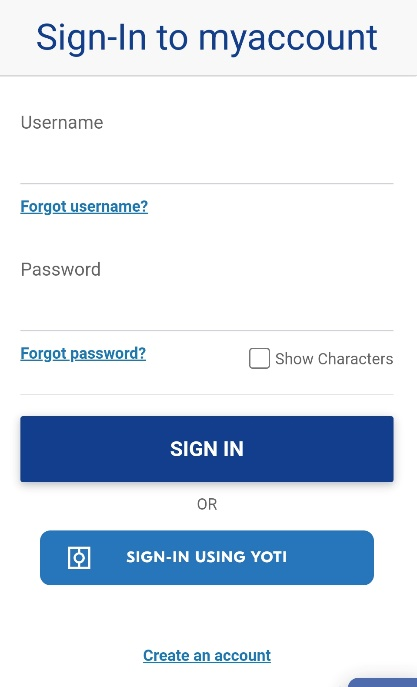 Sign-In to myaccount
Username
Forgot username?
Password
Forgot password?
Show Characters
SIGN IN
OR
SIGN-IN USING YOTI
Create an account